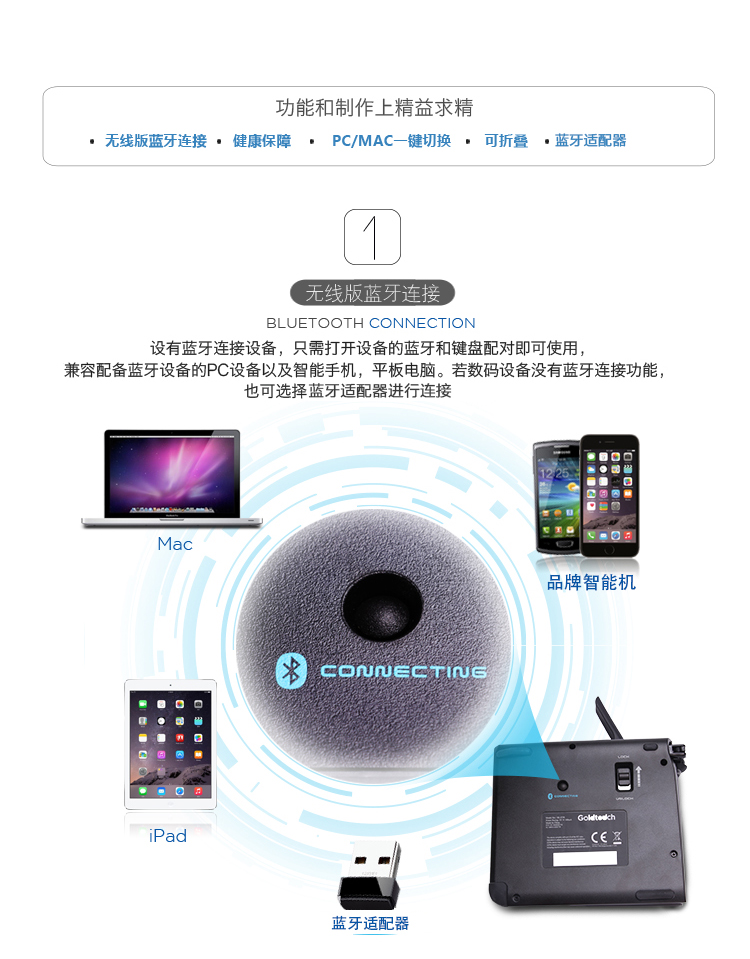 功能和制作上精益求精
• 无线版蓝牙连接 • 健康保障 • PC/MAC一键切换 • 可折叠 • 蓝牙适配器
1
无线版蓝牙连接
BLUETOOTH CONNECTION
设有蓝牙连接设备，只需打开设备的蓝牙和键盘配对即可使用，
兼容配备蓝牙设备的PC设备以及智能手机，平板电脑。若数码设备没有蓝牙连接功能，
也可选择蓝牙适配器进行连接
Mac
SAMSUNG
12:25
品牌智能机
CONNECTING
iPad
LOCK
UNLOCK
CONNECTING
Goldtouch
CE
蓝牙适配器